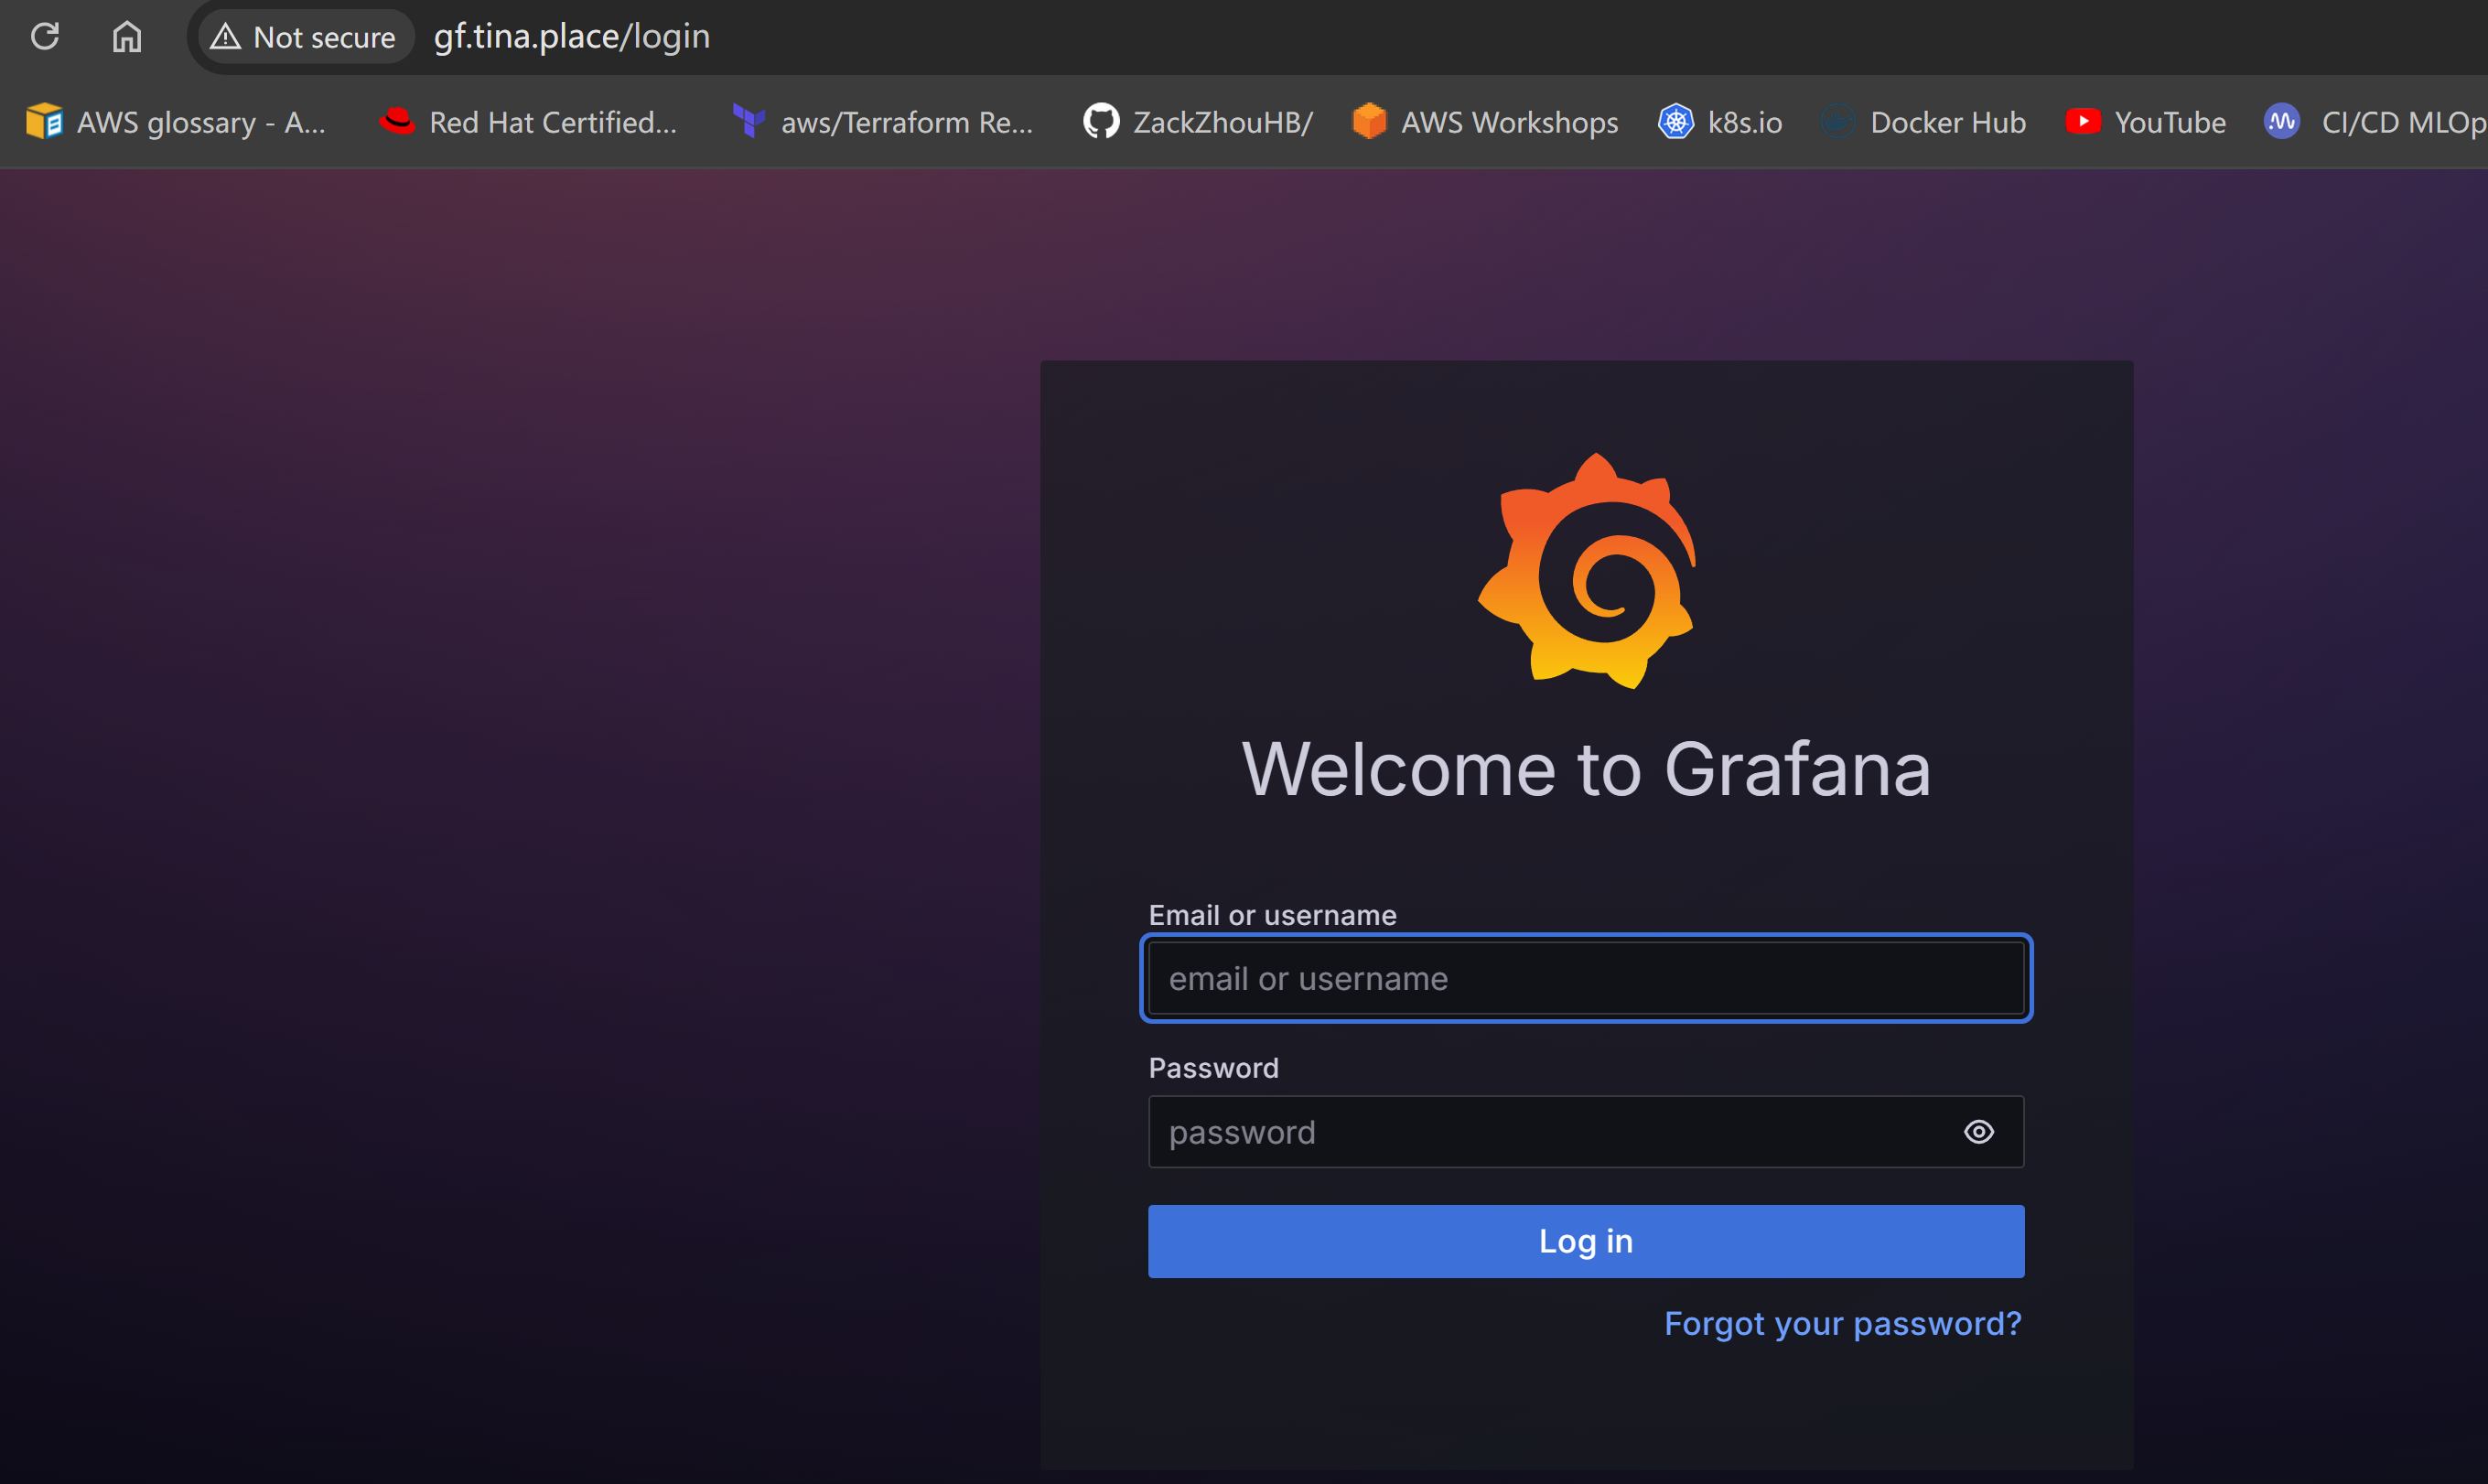 Not secure gf.tina.place/login
AWS glossary - A... Red Hat Certified... aws/Terraform Re... ZackZhouHB/ AWS Workshops k8s.io Docker Hub YouTube CI/CD MLOp
Welcome to Grafana
Email or username
email or username
Password
password
Log in
Forgot your password?